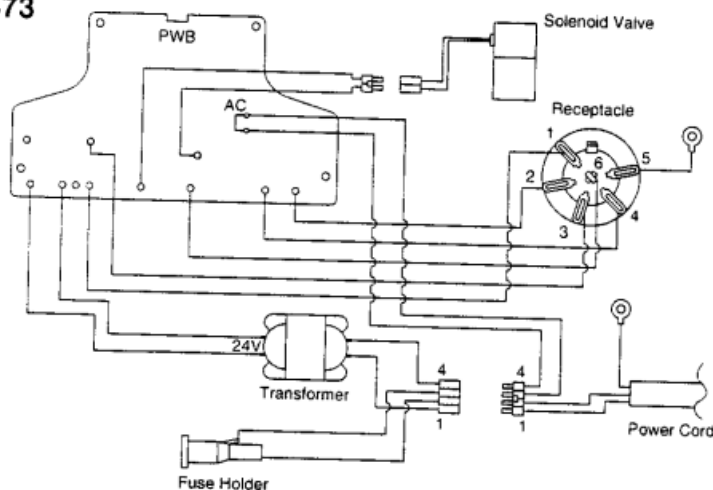 73
PWB
Solenoid Valve
AC
Receptacle
1
6
5
2
3
4
24V
Transformer
4
1
4
1
Power Cord
Fuse Holder